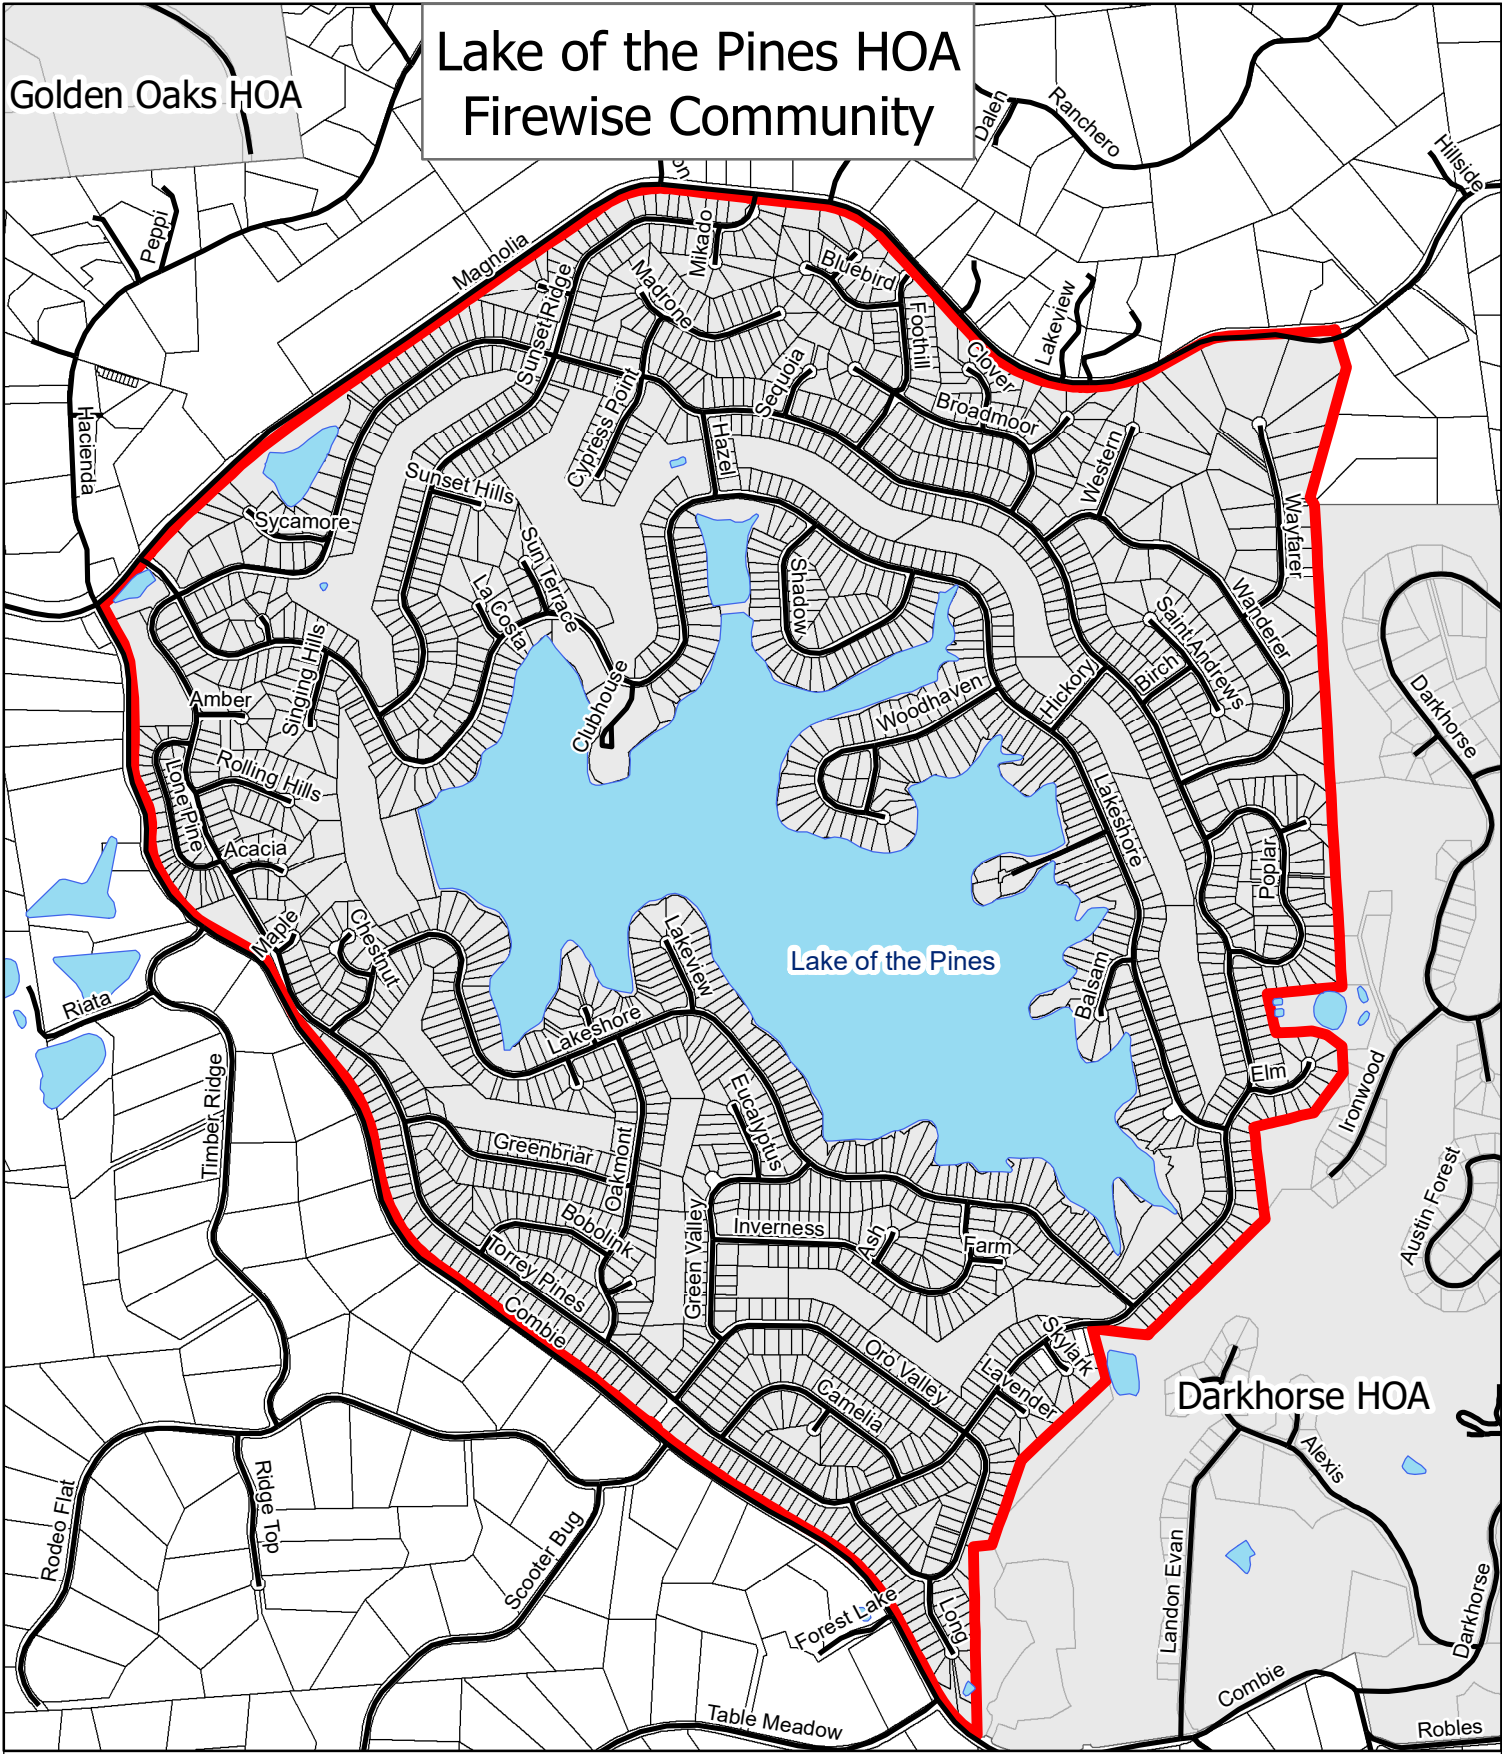 Lake of the Pines HOA
Firewise Community
Golden Oaks HOA
Dalen
Ranchero
Hillside
on
Peppi
Magnolia
Mikado
Bluebird
Madrone
Sunset Ridge
Foothill
Lakeview
Clover
Sequoia
Broadmoor
Cypress Point
Hacienda
Hazel
Western
Sunset Hills
Sycamore
Wayfarer
Sun Terrace
Shadow
La Costa
Wanderer
Saint Andrews
Singing Hills
Birch
Hickory
Woodhaven
Clubhouse
Amber
Darkhorse
Rolling Hills
Lone Pine
Lakeshore
Acacia
Poplar
Maple
Chestnut
Lakeview
Lake of the Pines
Balsam
Riata
Lakeshore
Elm
Ironwood
Timber Ridge
Eucalyptus
Greenbriar
Oakmont
Austin Forest
Bobolink
Green Valley
Inverness
Ash
Farm
Torrey Pines
Combie
Skylark
Oro Valley
Lavender
Camelia
Darkhorse HOA
Alexis
Rodeo Flat
Ridge Top
Scooter Bug
Landon Evan
Darkhorse
Forest Lake
Long
Combie
Table Meadow
Robles